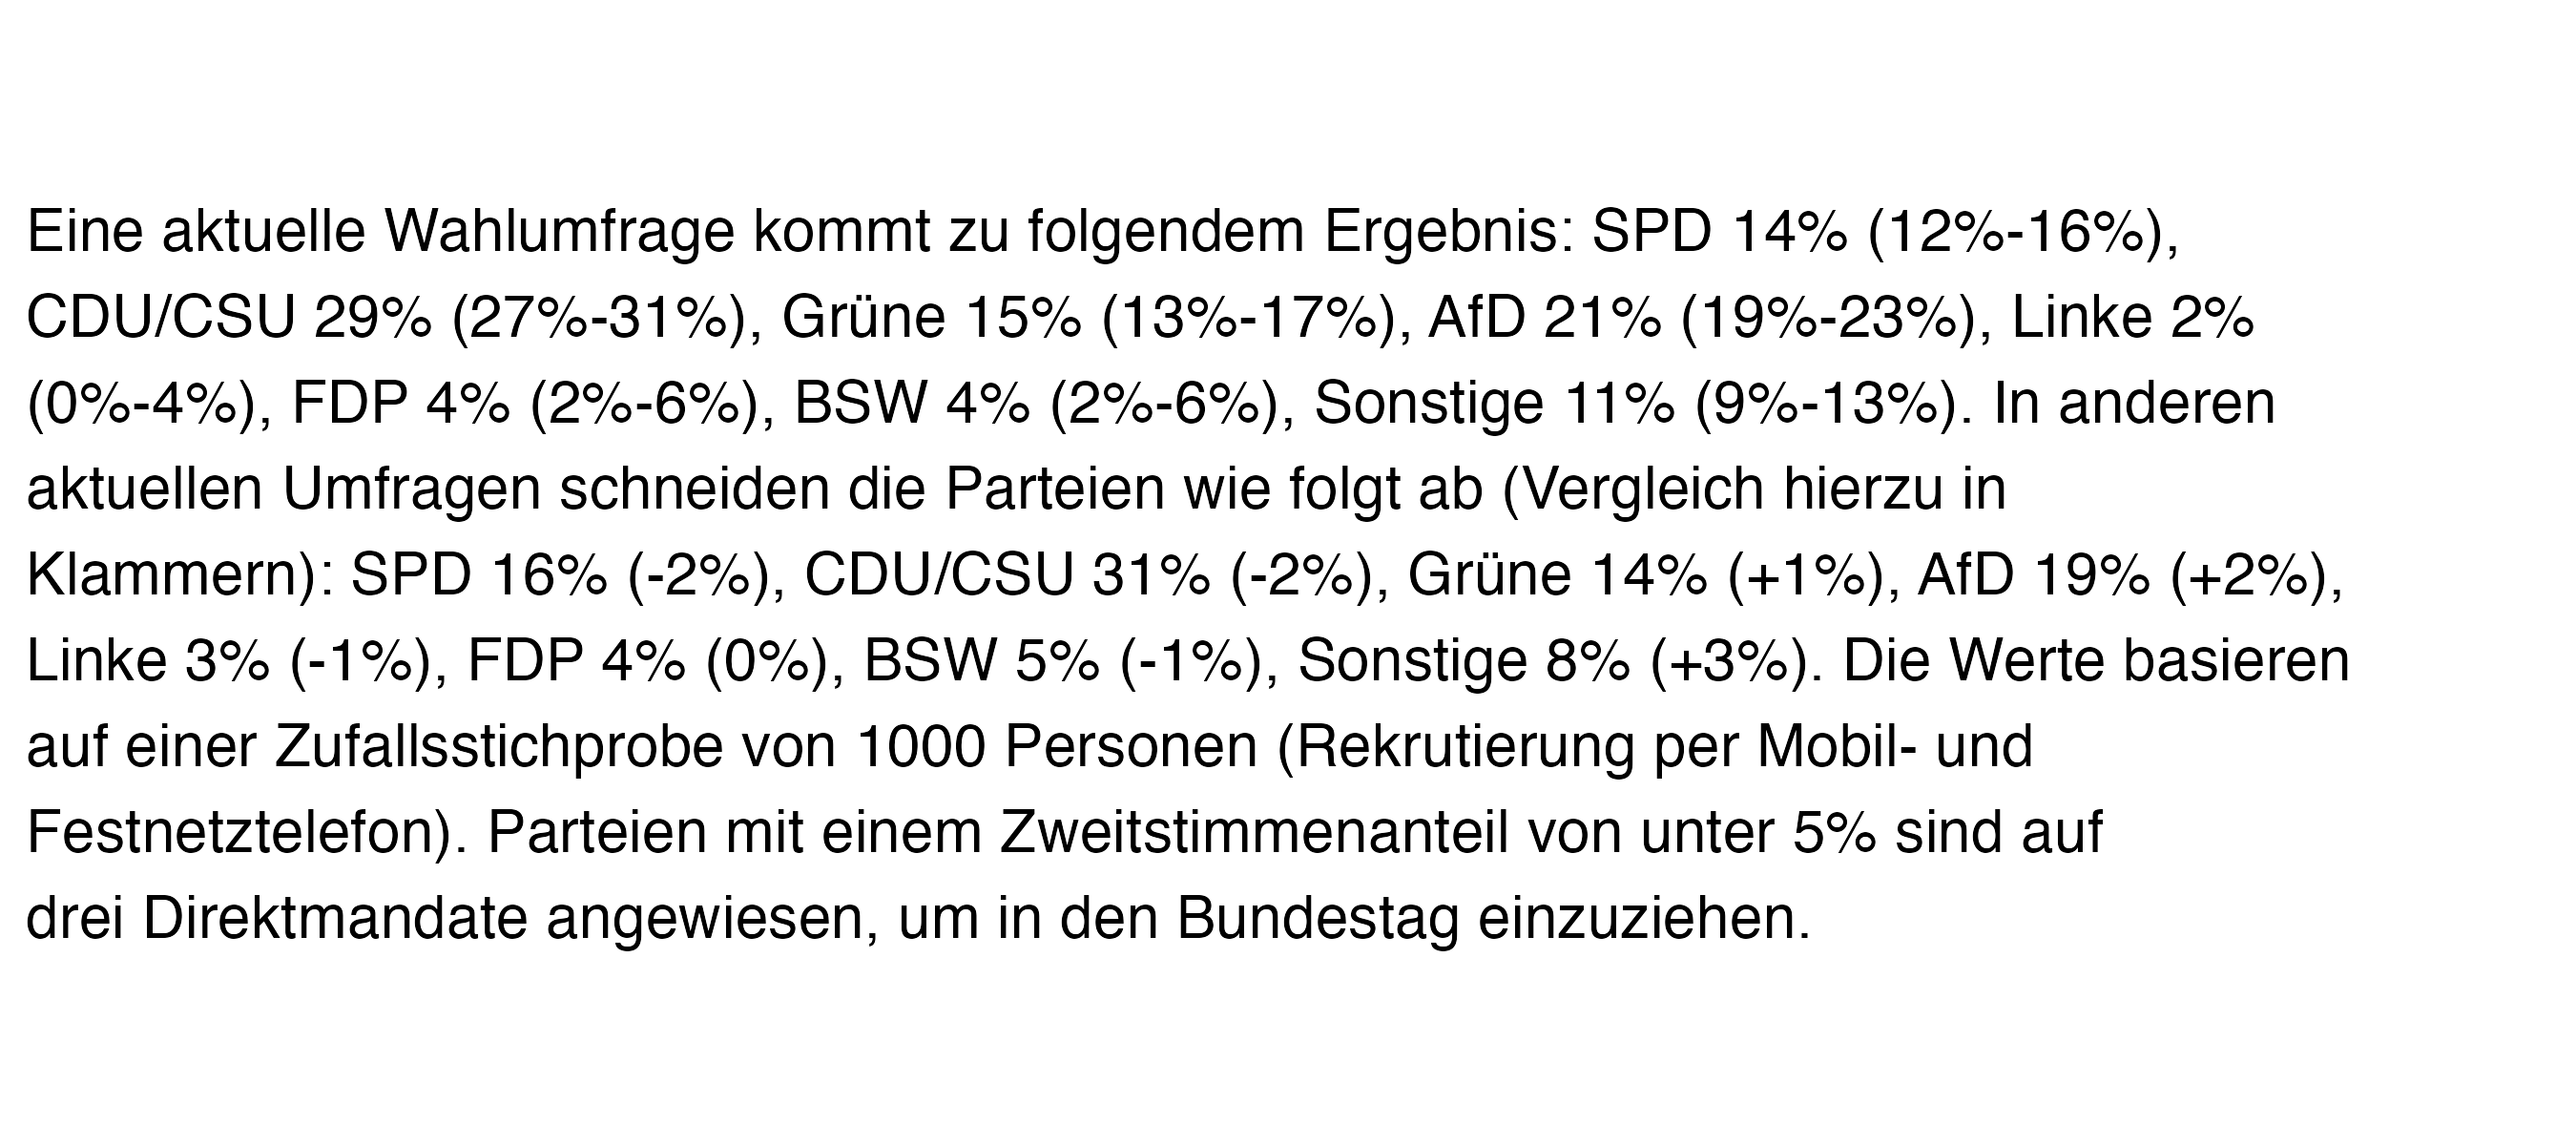 Eine aktuelle Wahlumfrage kommt zu folgendem Ergebnis: SPD 14% (12%-16%),
CDU/CSU 29% (27%-31%), Grüne 15% (13%-17%), AfD 21% (19%-23%), Linke 2%
(0%-4%), FDP 4% (2%-6%), BSW 4% (2%-6%), Sonstige 11% (9%-13%). In anderen
aktuellen Umfragen schneiden die Parteien wie folgt ab (Vergleich hierzu in
Klammern): SPD 16% (-2%), CDU/CSU 31% (-2%), Grüne 14% (+1%), AfD 19% (+2%),
Linke 3% (-1%), FDP 4% (0%), BSW 5% (-1%), Sonstige 8% (+3%). Die Werte basieren
auf einer Zufallsstichprobe von 1000 Personen (Rekrutierung per Mobil- und
Festnetztelefon). Parteien mit einem Zweitstimmenanteil von unter 5% sind auf
drei Direktmandate angewiesen, um in den Bundestag einzuziehen.